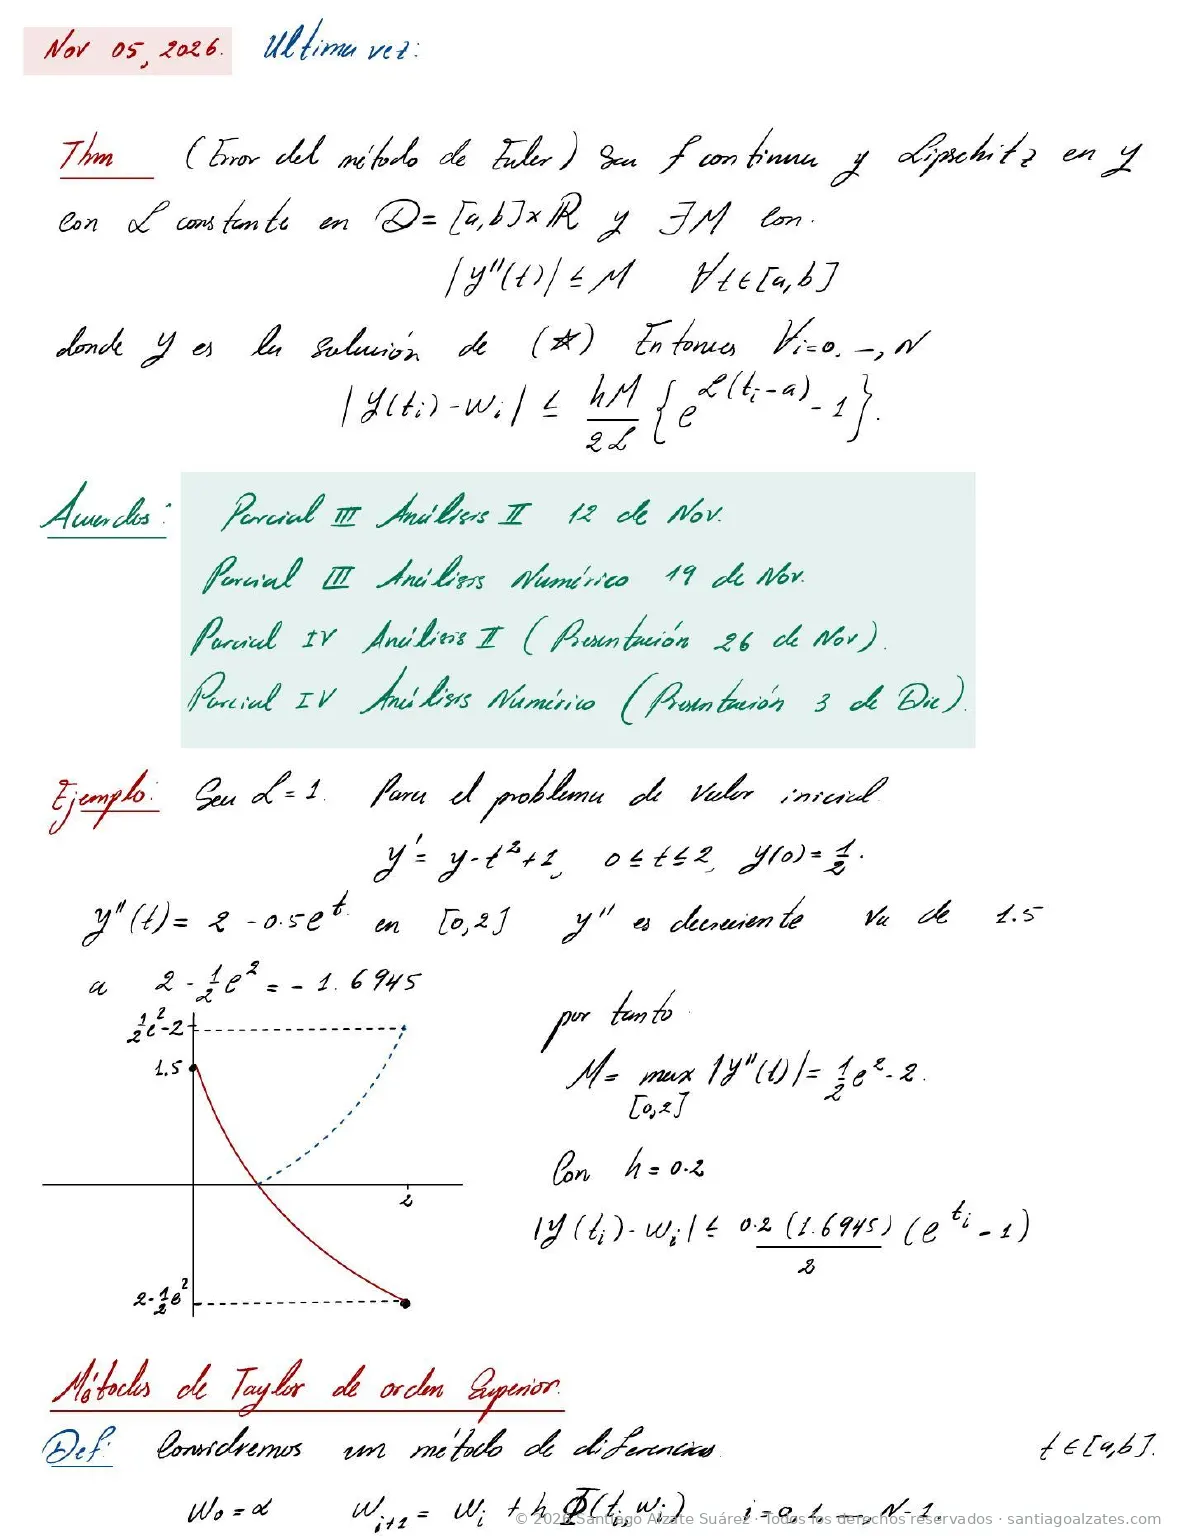 Nov 05, 2026. Ultima vez:
Thm (Error del método de Euler) Sea f continua y Lipschitz en y
con L constante en D = [a,b]×ℝ y ∃M con.
|y''(t)| ≤ M ∀t∈[a,b]
donde y es la solución de (☆) Entonces ∀i=0, –, N
|y(ti) - wi| ≤ hM/2L {e^{L(ti-a)} - 1}.
Acuerdos: Parcial III Análisis II 12 de Nov.
Parcial III Análisis Numérico 19 de Nov.
Parcial IV Análisis II (Presentación 26 de Nov).
Parcial IV Análisis Numérico (Presentación 3 de Dic).
Ejemplo: Sea L = 1. Para el problema de valor inicial.
y' = y - t² + 1, 0 ≤ t ≤ 2, y(0) = 1/2.
y''(t) = 2 - 0.5e^t. en [0,2] y'' es decreciente va de 1.5
a 2 - 1/2 e² = - 1.6945
por tanto.
1/2 e² - 2
1.5
M = max |y''(t)| = 1/2 e² - 2.
[0,2]
Con h = 0.2
2
|y(ti) - wi| ≤ 0.2 (1.6945)/2 (e^{ti} - 1)
2 - 1/2 e²
Métodos de Taylor de orden Superior.
Def: Consideremos un método de diferencias. t ∈ [a,b].
w₀ = α wi+1 = wi + h Φ(ti, wi) i = 0, 1, —, N-1.
© 2026 Santiago Alzate Suárez · Todos los derechos reservados · santiagoalzates.com